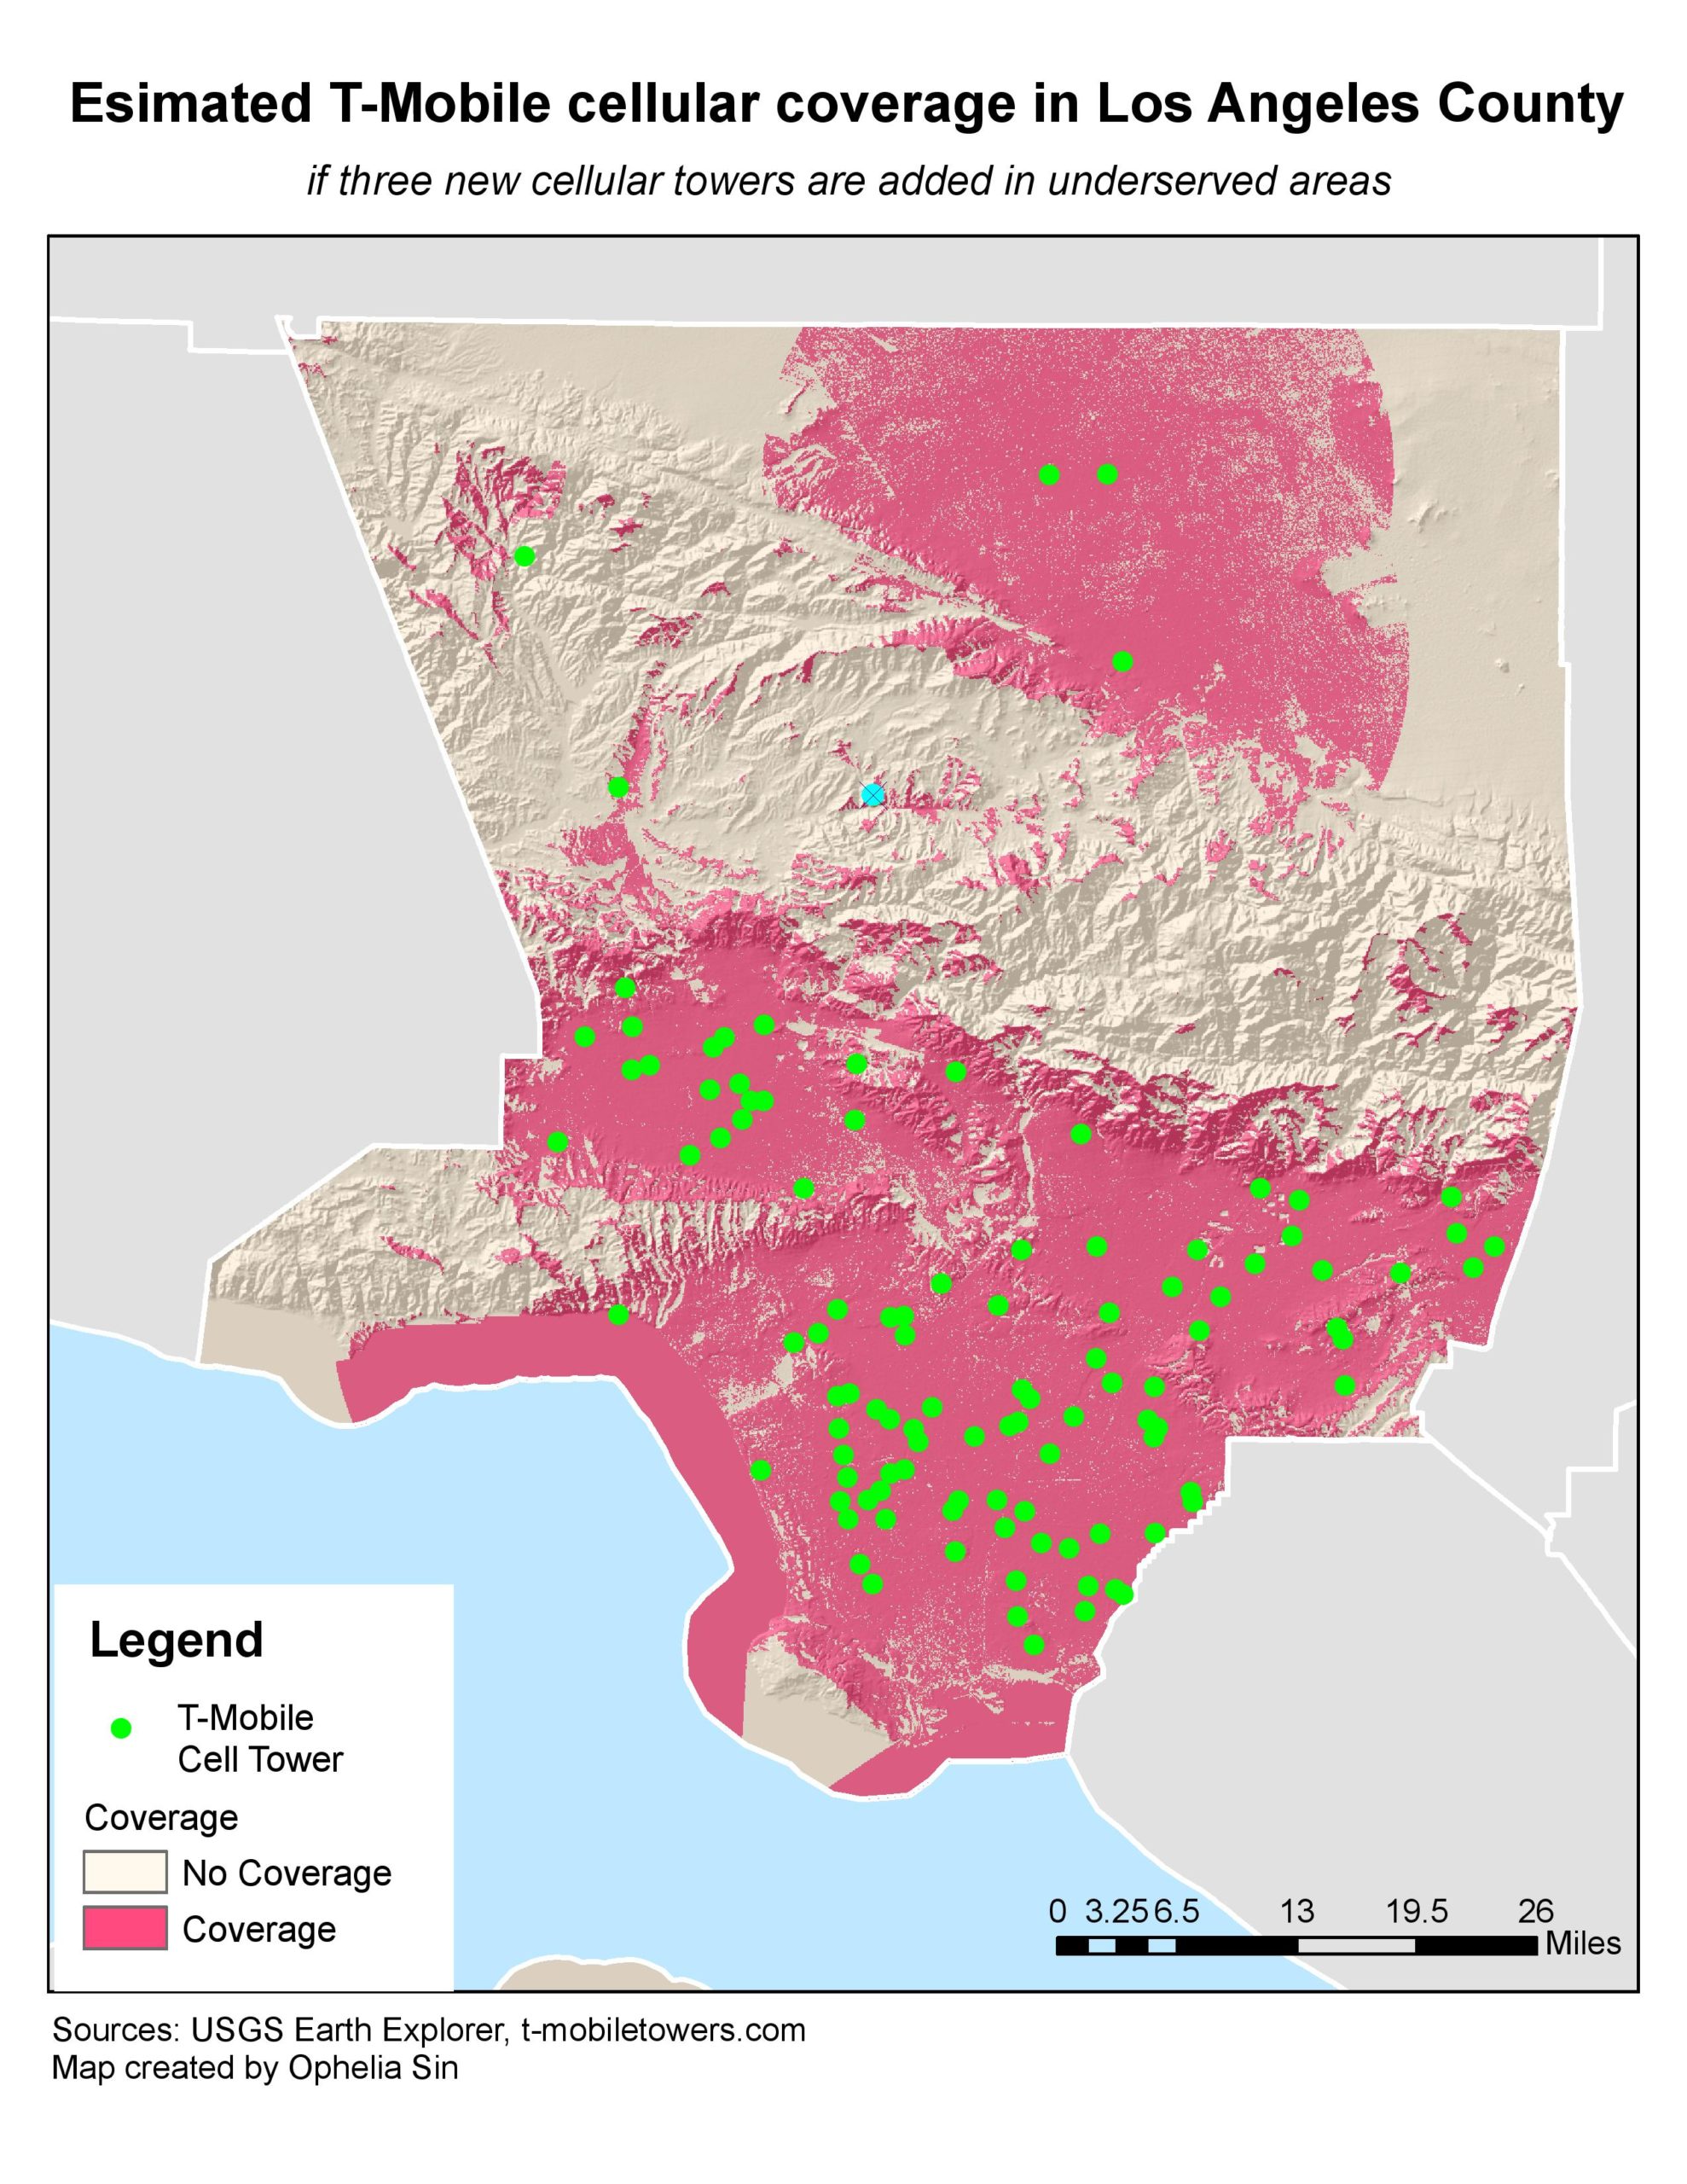 Esimated T-Mobile cellular coverage in Los Angeles County
if three new cellular towers are added in underserved areas
Legend
T-Mobile
Cell Tower
Coverage
No Coverage
Coverage
0 3.25 6.5 13 19.5 26
Miles
Sources: USGS Earth Explorer, t-mobiletowers.com
Map created by Ophelia Sin